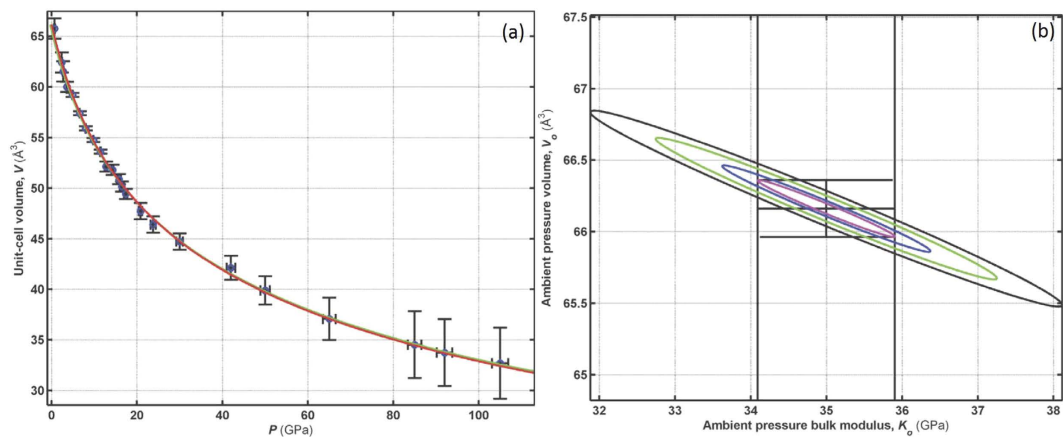 (a)
65
60
55
50
45
40
35
30
Unit-cell volume, V (Å³)
0 20 40 60 80 100
P (GPa)
(b)
67.5
67
66.5
66
65.5
65
Ambient pressure volume, Vₒ (Å³)
32 33 34 35 36 37 38
Ambient pressure bulk modulus, Kₒ (GPa)